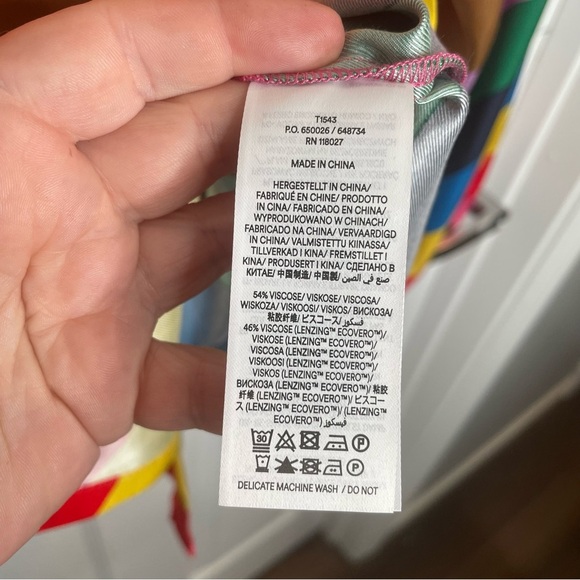 T1543
P.O. 650026 / 648734
RN 118027
MADE IN CHINA
HERGESTELLT IN CHINA/
FABRIQUÉ EN CHINE/ PRODOTTO
IN CINA/ FABRICADO EN CHINA/
WYPRODUKOWANO W CHINACH/
FABRICADO NA CHINA/ VERVAARDIGD
IN CHINA/ VALMISTETTU KIINASSA/
TILLVERKAD I KINA/ FREMSTILLET I
KINA/ PRODUSERT I KINA/ СДЕЛАНО В
КИТАЕ/ 中国制造/ 中国製/ صنع في الصين
54% VISCOSE/ VISKOSE/ VISCOSA/
WISKOZA/ VISKOOSI/ VISKOS/ ВИСКОЗА/
粘胶纤维/ ビスコース/ فسكوز
46% VISCOSE (LENZING™ ECOVERO™)/
VISKOSE (LENZING™ ECOVERO™)/
VISCOSA (LENZING™ ECOVERO™)/
VISKOOSI (LENZING™ ECOVERO™)/
VISKOS (LENZING™ ECOVERO™)/
ВИСКОЗА (LENZING™ ECOVERO™)/ 粘胶
纤维 (LENZING™ ECOVERO™)/ ビスコー
ス (LENZING™ ECOVERO™)/ (LENZING™
ECOVERO™) فيسكوز
30 P
P
DELICATE MACHINE WASH / DO NOT